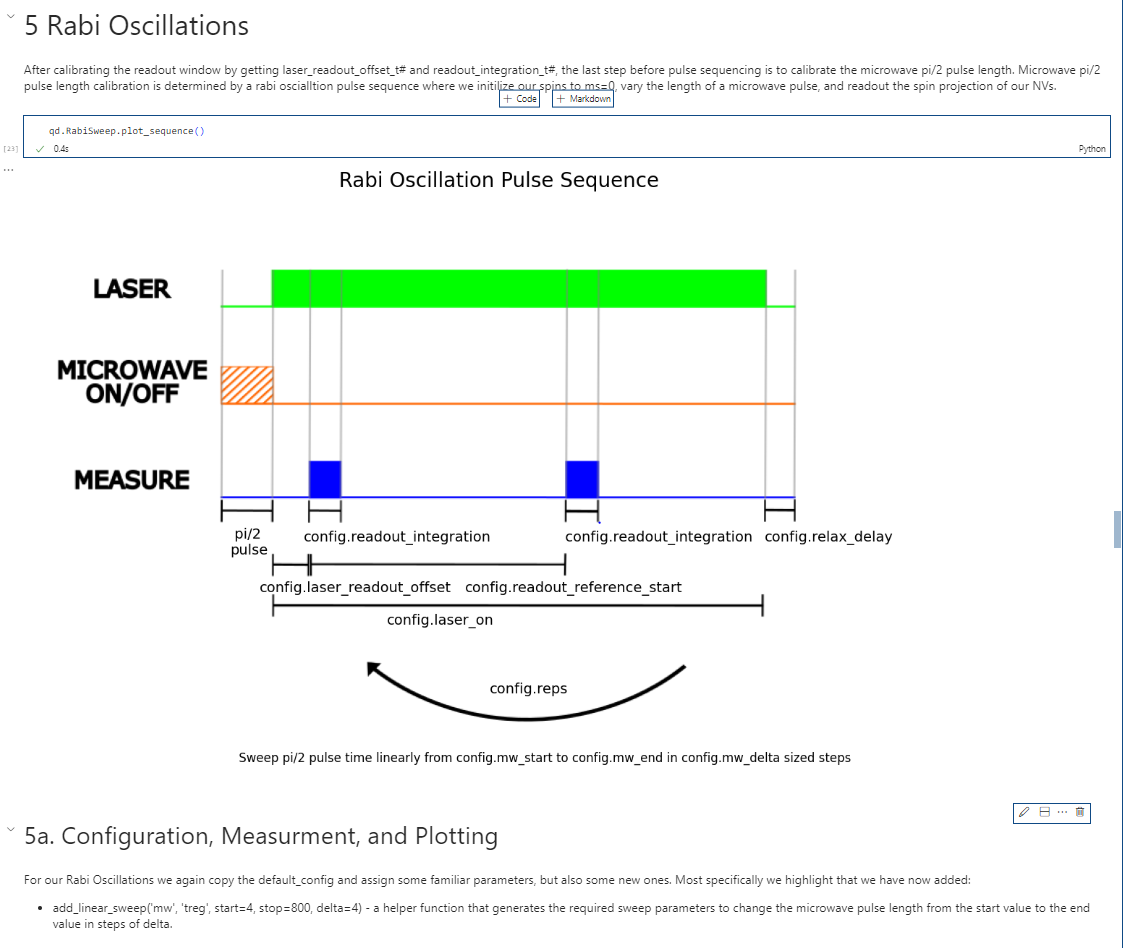 5 Rabi Oscillations
After calibrating the readout window by getting laser_readout_offset_t# and readout_integration_t#, the last step before pulse sequencing is to calibrate the microwave pi/2 pulse length. Microwave pi/2
pulse length calibration is determined by a rabi oscialltion pulse sequence where we initilize our spins to ms=0, vary the length of a microwave pulse, and readout the spin projection of our NVs.
+ Code + Markdown
qd.RabiSweep.plot_sequence()
[23] 0.4s Python
...
Rabi Oscillation Pulse Sequence
LASER
MICROWAVE
ON/OFF
MEASURE
pi/2
pulse
config.readout_integration config.readout_integration config.relax_delay
config.laser_readout_offset config.readout_reference_start
config.laser_on
config.reps
Sweep pi/2 pulse time linearly from config.mw_start to config.mw_end in config.mw_delta sized steps
5a. Configuration, Measurment, and Plotting
For our Rabi Oscillations we again copy the default_config and assign some familiar parameters, but also some new ones. Most specifically we highlight that we have now added:
• add_linear_sweep('mw', 'treg', start=4, stop=800, delta=4) - a helper function that generates the required sweep parameters to change the microwave pulse length from the start value to the end
value in steps of delta.